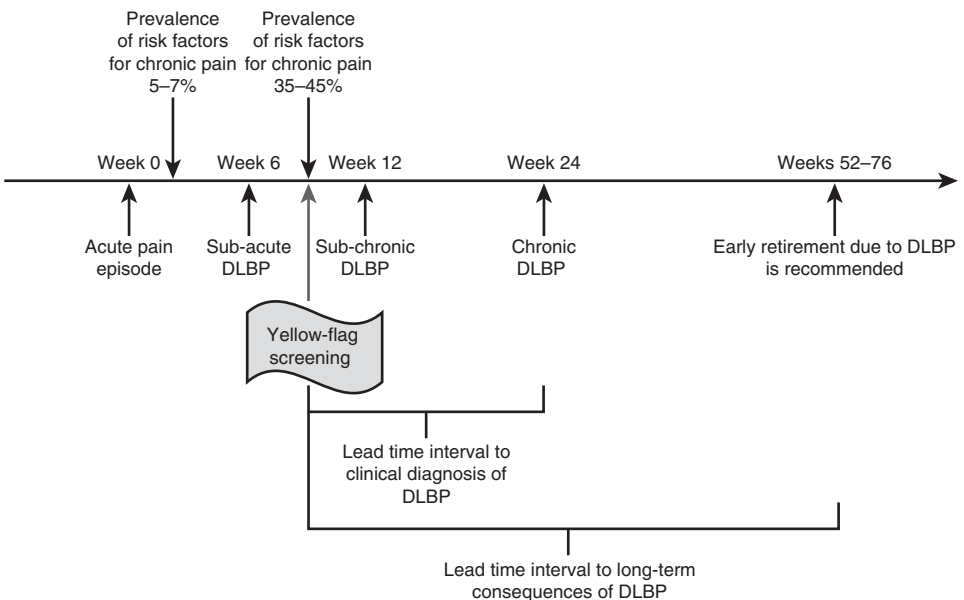 Prevalence
of risk factors
for chronic pain
5–7%
Prevalence
of risk factors
for chronic pain
35–45%
Week 0
Week 6
Week 12
Week 24
Weeks 52–76
Acute pain
episode
Sub-acute
DLBP
Sub-chronic
DLBP
Chronic
DLBP
Early retirement due to DLBP
is recommended
Yellow-flag
screening
Lead time interval to
clinical diagnosis of
DLBP
Lead time interval to long-term
consequences of DLBP